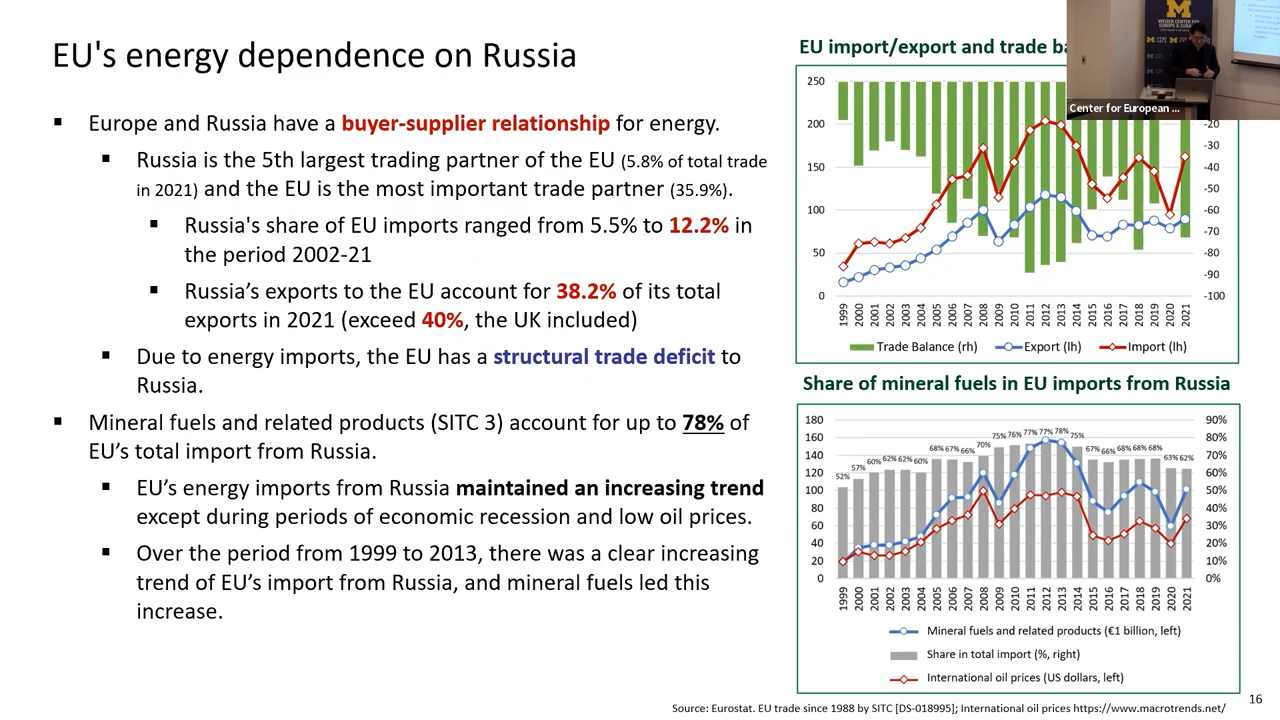 EU's energy dependence on Russia
▪ Europe and Russia have a buyer-supplier relationship for energy.
▪ Russia is the 5th largest trading partner of the EU (5.8% of total trade
in 2021) and the EU is the most important trade partner (35.9%).
▪ Russia's share of EU imports ranged from 5.5% to 12.2% in
the period 2002-21
▪ Russia’s exports to the EU account for 38.2% of its total
exports in 2021 (exceed 40%, the UK included)
▪ Due to energy imports, the EU has a structural trade deficit to
Russia.
▪ Mineral fuels and related products (SITC 3) account for up to 78% of
EU’s total import from Russia.
▪ EU’s energy imports from Russia maintained an increasing trend
except during periods of economic recession and low oil prices.
▪ Over the period from 1999 to 2013, there was a clear increasing
trend of EU’s import from Russia, and mineral fuels led this
increase.
EU import/export and trade
250
200 -20
-30
150 -40
-50
100 -60
-70
50 -80
-90
0 -100
1999 2000 2001 2002 2003 2004 2005 2006 2007 2008 2009 2010 2011 2012 2013 2014 2015 2016 2017 2018 2019 2020 2021
Trade Balance (rh) Export (lh) Import (lh)
M
WEISER CENTER FOR
EUROPE & EURASIA
Center for European ...
Share of mineral fuels in EU imports from Russia
180 90%
160 80%
140 70%
120 60%
100 50%
80 40%
60 30%
40 20%
20 10%
0 0%
52% 57% 60% 62% 62% 60% 68% 67% 66% 70% 75% 76% 77% 77% 78% 75% 67% 66% 68% 68% 68% 63% 62%
1999 2000 2001 2002 2003 2004 2005 2006 2007 2008 2009 2010 2011 2012 2013 2014 2015 2016 2017 2018 2019 2020 2021
Mineral fuels and related products (€1 billion, left)
Share in total import (%, right)
International oil prices (US dollars, left)
16
Source: Eurostat. EU trade since 1988 by SITC [DS-018995]; International oil prices https://www.macrotrends.net/